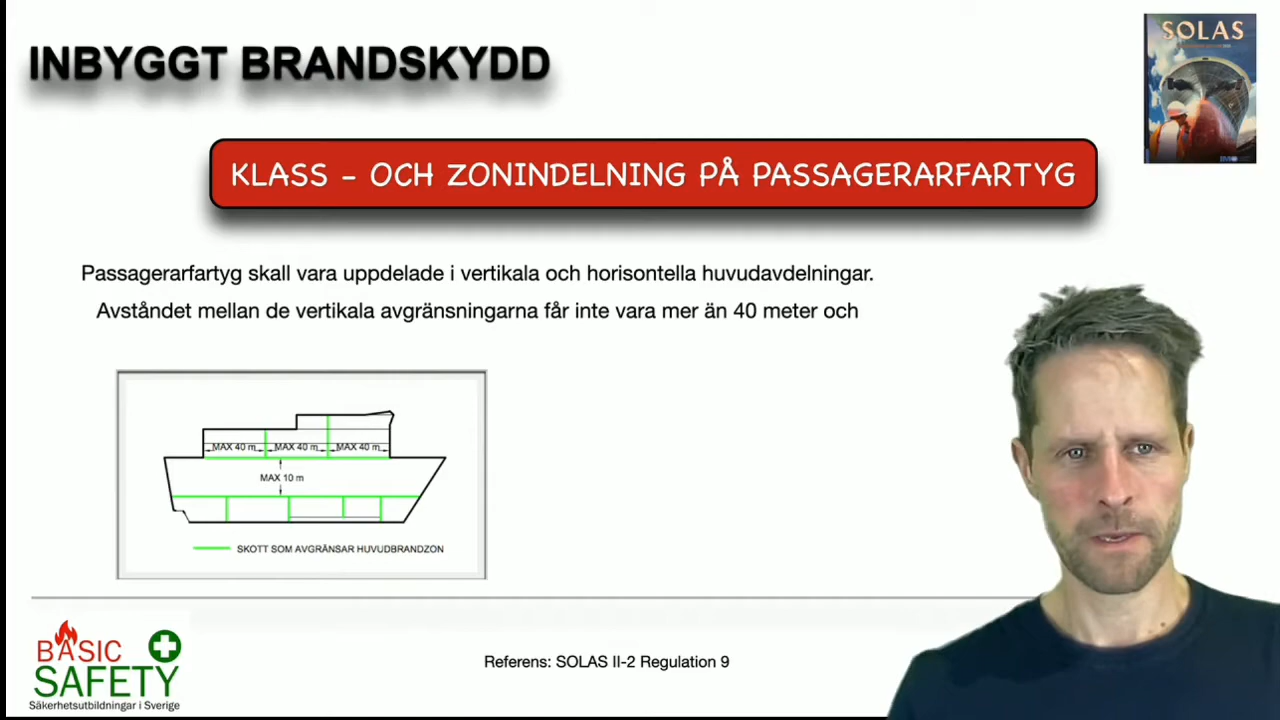 INBYGGT BRANDSKYDD
SOLAS
KLASS – OCH ZONINDELNING PÅ PASSAGERARFARTYG
Passagerarfartyg skall vara uppdelade i vertikala och horisontella huvudavdelningar.
Avståndet mellan de vertikala avgränsningarna får inte vara mer än 40 meter och
MAX 40 m MAX 40 m MAX 40 m
MAX 10 m
SKOTT SOM AVGRÄNSAR HUVUDBRANDZON
BASIC
SAFETY
Säkerhetsutbildningar i Sverige
Referens: SOLAS II-2 Regulation 9